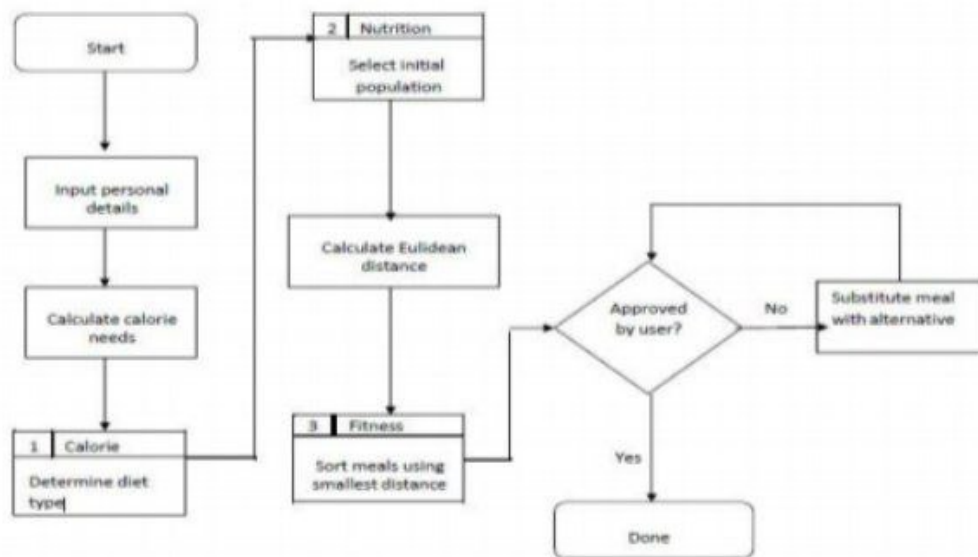 Start
Input personal
details
Calculate calorie
needs
1 Calorie
Determine diet
type
2 Nutrition
Select initial
population
Calculate Eulidean
distance
3 Fitness
Sort meals using
smallest distance
Approved
by user?
No
Substitute meal
with alternative
Yes
Done